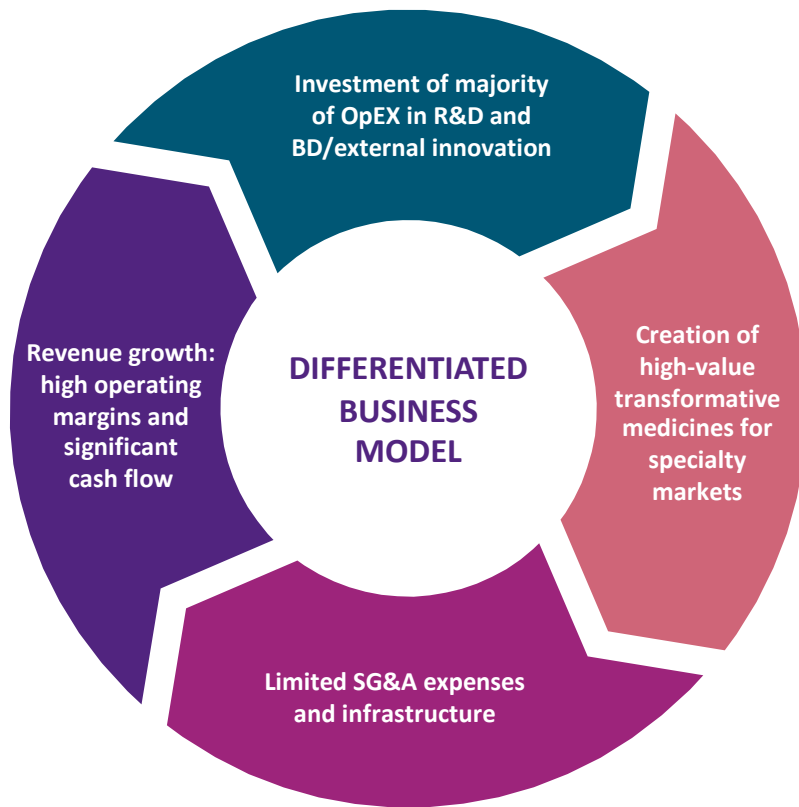 Investment of majority
of OpEX in R&D and
BD/external innovation
Creation of
high-value
transformative
medicines for
specialty
markets
Limited SG&A expenses
and infrastructure
Revenue growth:
high operating
margins and
significant
cash flow
DIFFERENTIATED
BUSINESS
MODEL